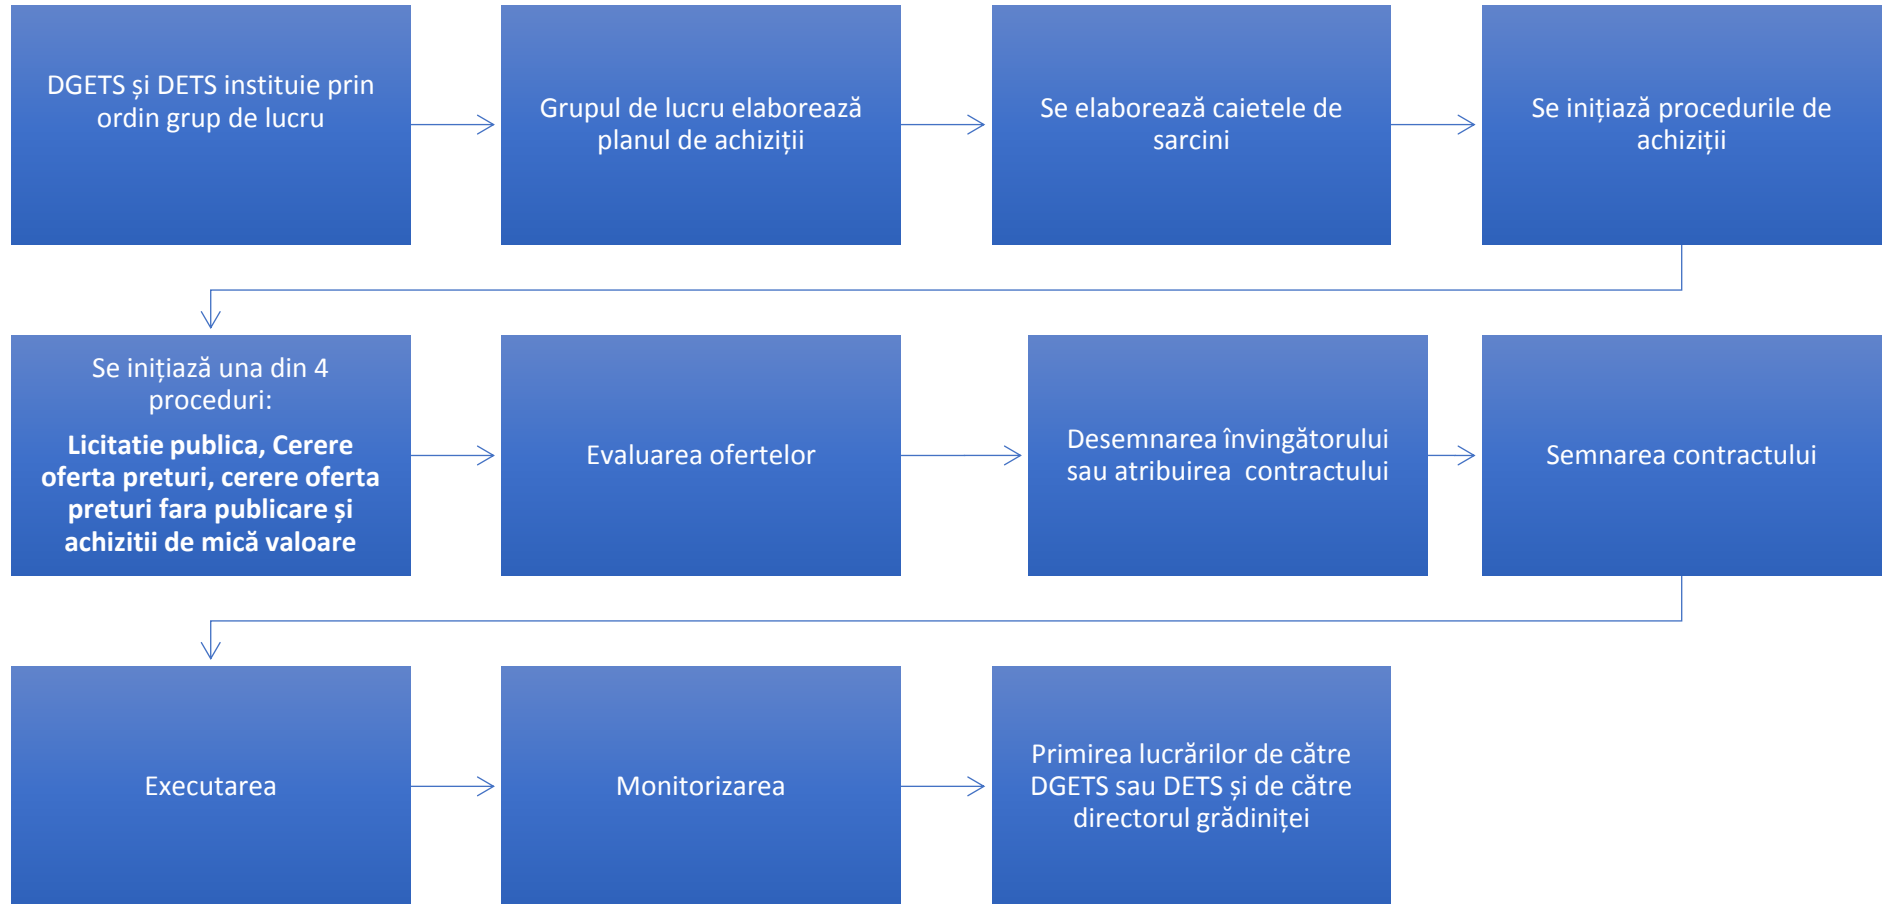 DGETS și DETS instituie prin
ordin grup de lucru
Grupul de lucru elaborează
planul de achiziții
Se elaborează caietele de
sarcini
Se inițiază procedurile de
achiziții
Se inițiază una din 4
proceduri:
Licitatie publica, Cerere
oferta preturi, cerere oferta
preturi fara publicare și
achizitii de mică valoare
Evaluarea ofertelor
Desemnarea învingătorului
sau atribuirea  contractului
Semnarea contractului
Executarea
Monitorizarea
Primirea lucrărilor de către
DGETS sau DETS și de către
directorul grădiniței